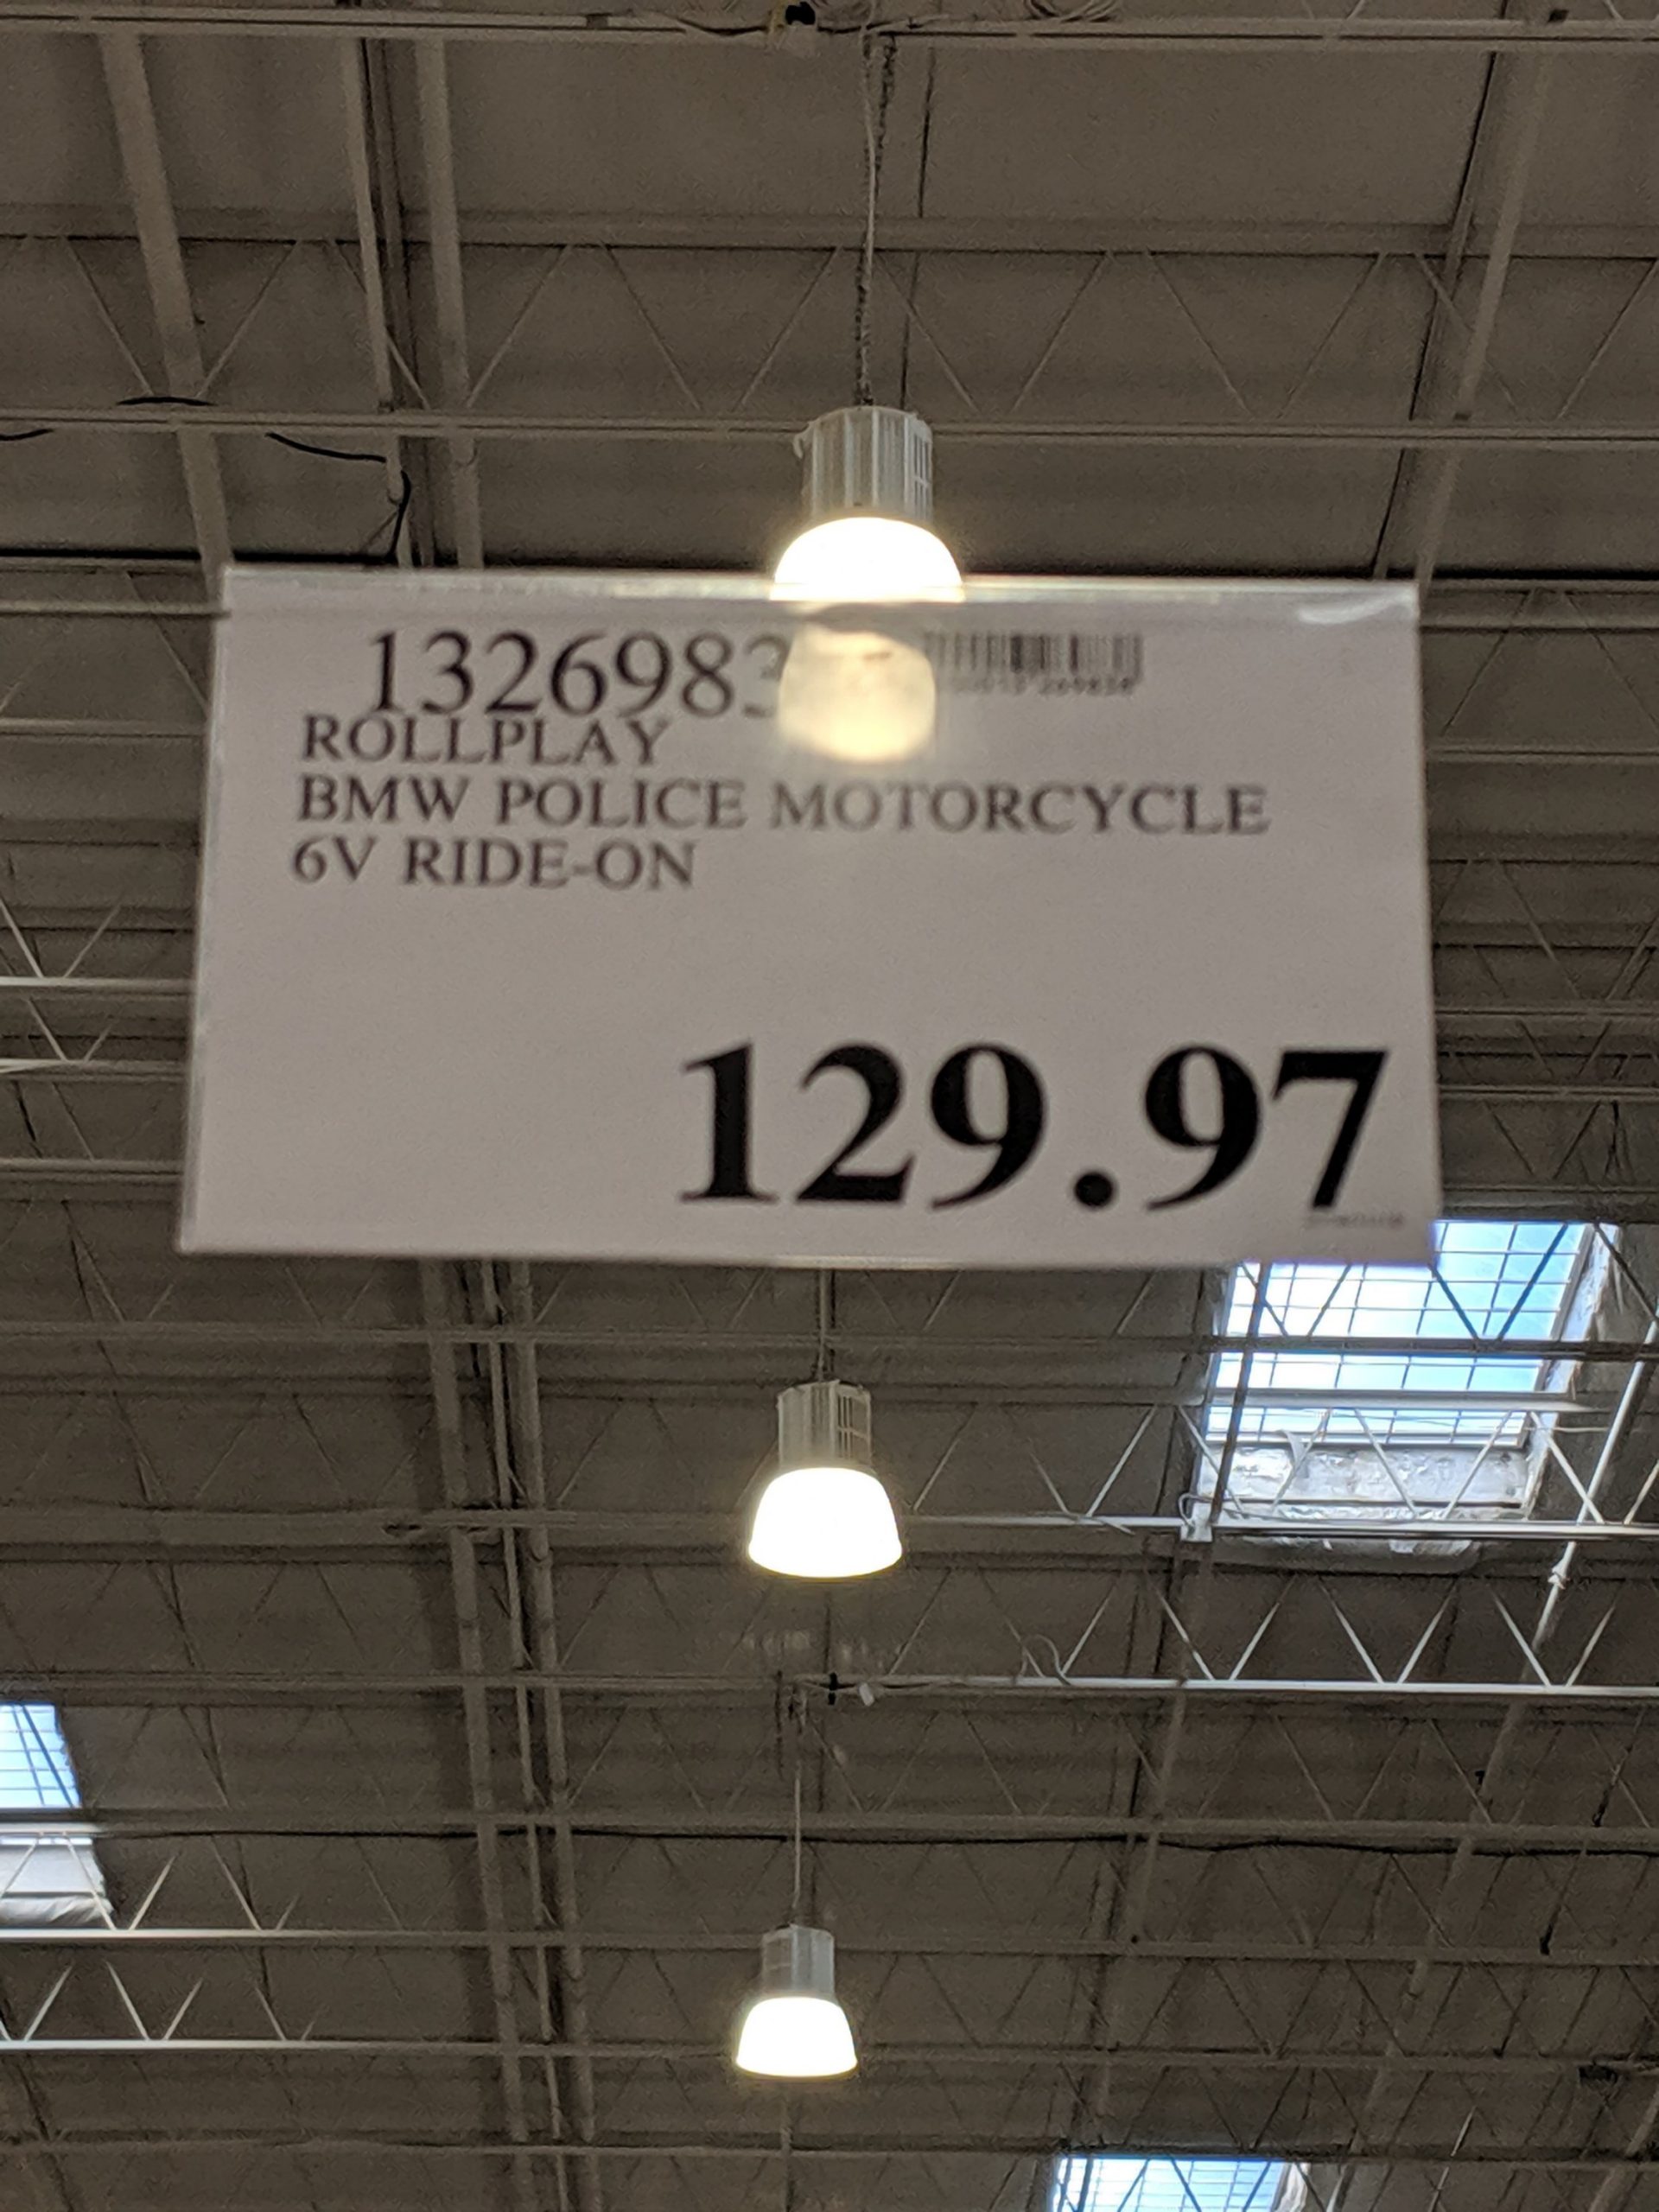 1326983
ROLLPLAY
BMW POLICE MOTORCYCLE
6V RIDE-ON
129.97